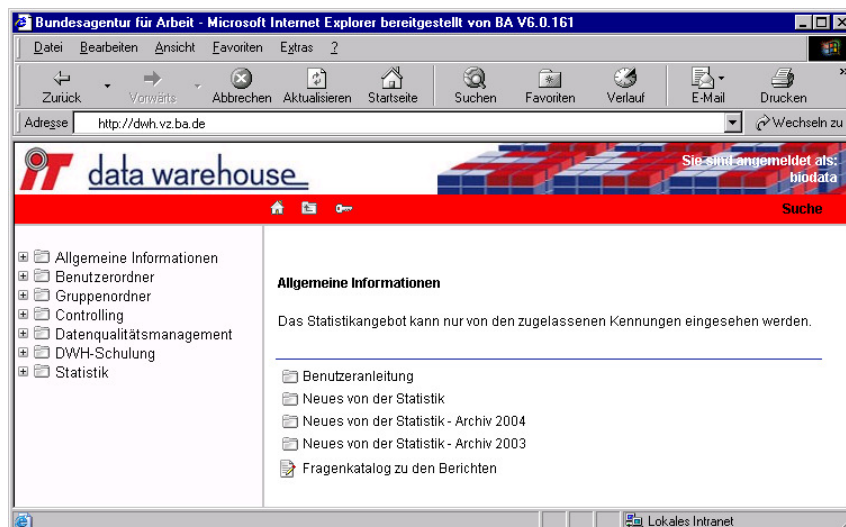 Bundesagentur für Arbeit - Microsoft Internet Explorer bereitgestellt von BA V6.0.161
Datei Bearbeiten Ansicht Favoriten Extras ?
Zurück Vorwärts Abbrechen Aktualisieren Startseite Suchen Favoriten Verlauf E-Mail Drucken »
Adresse http://dwh.vz.ba.de Wechseln zu
IT data warehouse
Sie sind angemeldet als:
biodata
Suche
Allgemeine Informationen
Benutzerordner
Gruppenordner
Controlling
Datenqualitätsmanagement
DWH-Schulung
Statistik
Allgemeine Informationen
Das Statistikangebot kann nur von den zugelassenen Kennungen eingesehen werden.
Benutzeranleitung
Neues von der Statistik
Neues von der Statistik - Archiv 2004
Neues von der Statistik - Archiv 2003
Fragenkatalog zu den Berichten
Lokales Intranet